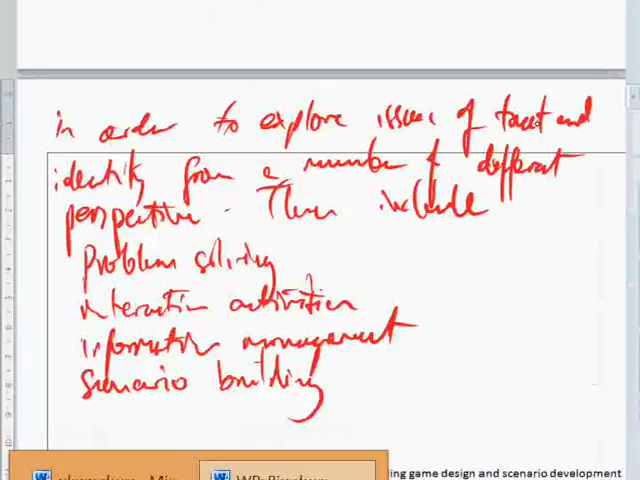 in order to explore issues of trust and
identity from a number of different
perspective. These include
problem solving
interaction activities
information management
scenario building
ing game design and scenario development